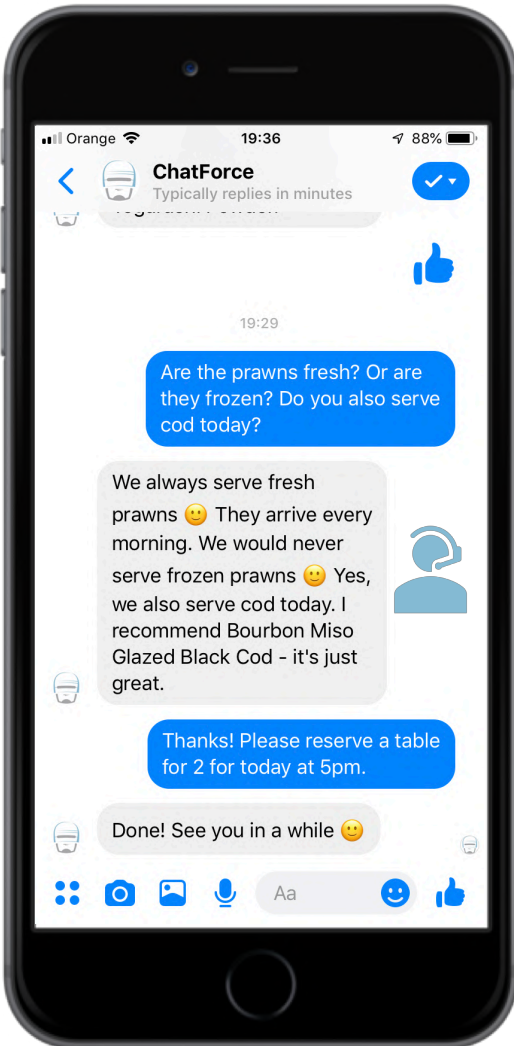 Orange 19:36 88%
ChatForce
Typically replies in minutes
19:29
Are the prawns fresh? Or are
they frozen? Do you also serve
cod today?
We always serve fresh
prawns 🙂 They arrive every
morning. We would never
serve frozen prawns 🙂 Yes,
we also serve cod today. I
recommend Bourbon Miso
Glazed Black Cod - it's just
great.
Thanks! Please reserve a table
for 2 for today at 5pm.
Done! See you in a while 🙂
Aa